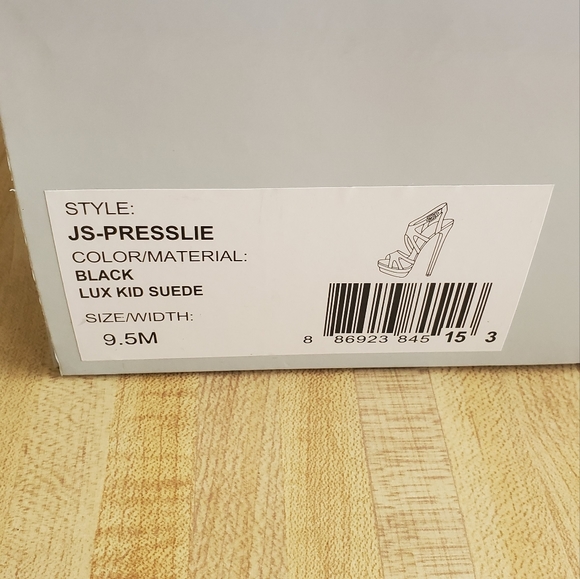 STYLE:
JS-PRESSLIE
COLOR/MATERIAL:
BLACK
LUX KID SUEDE
SIZE/WIDTH:
9.5M
8 86923 845 15 3